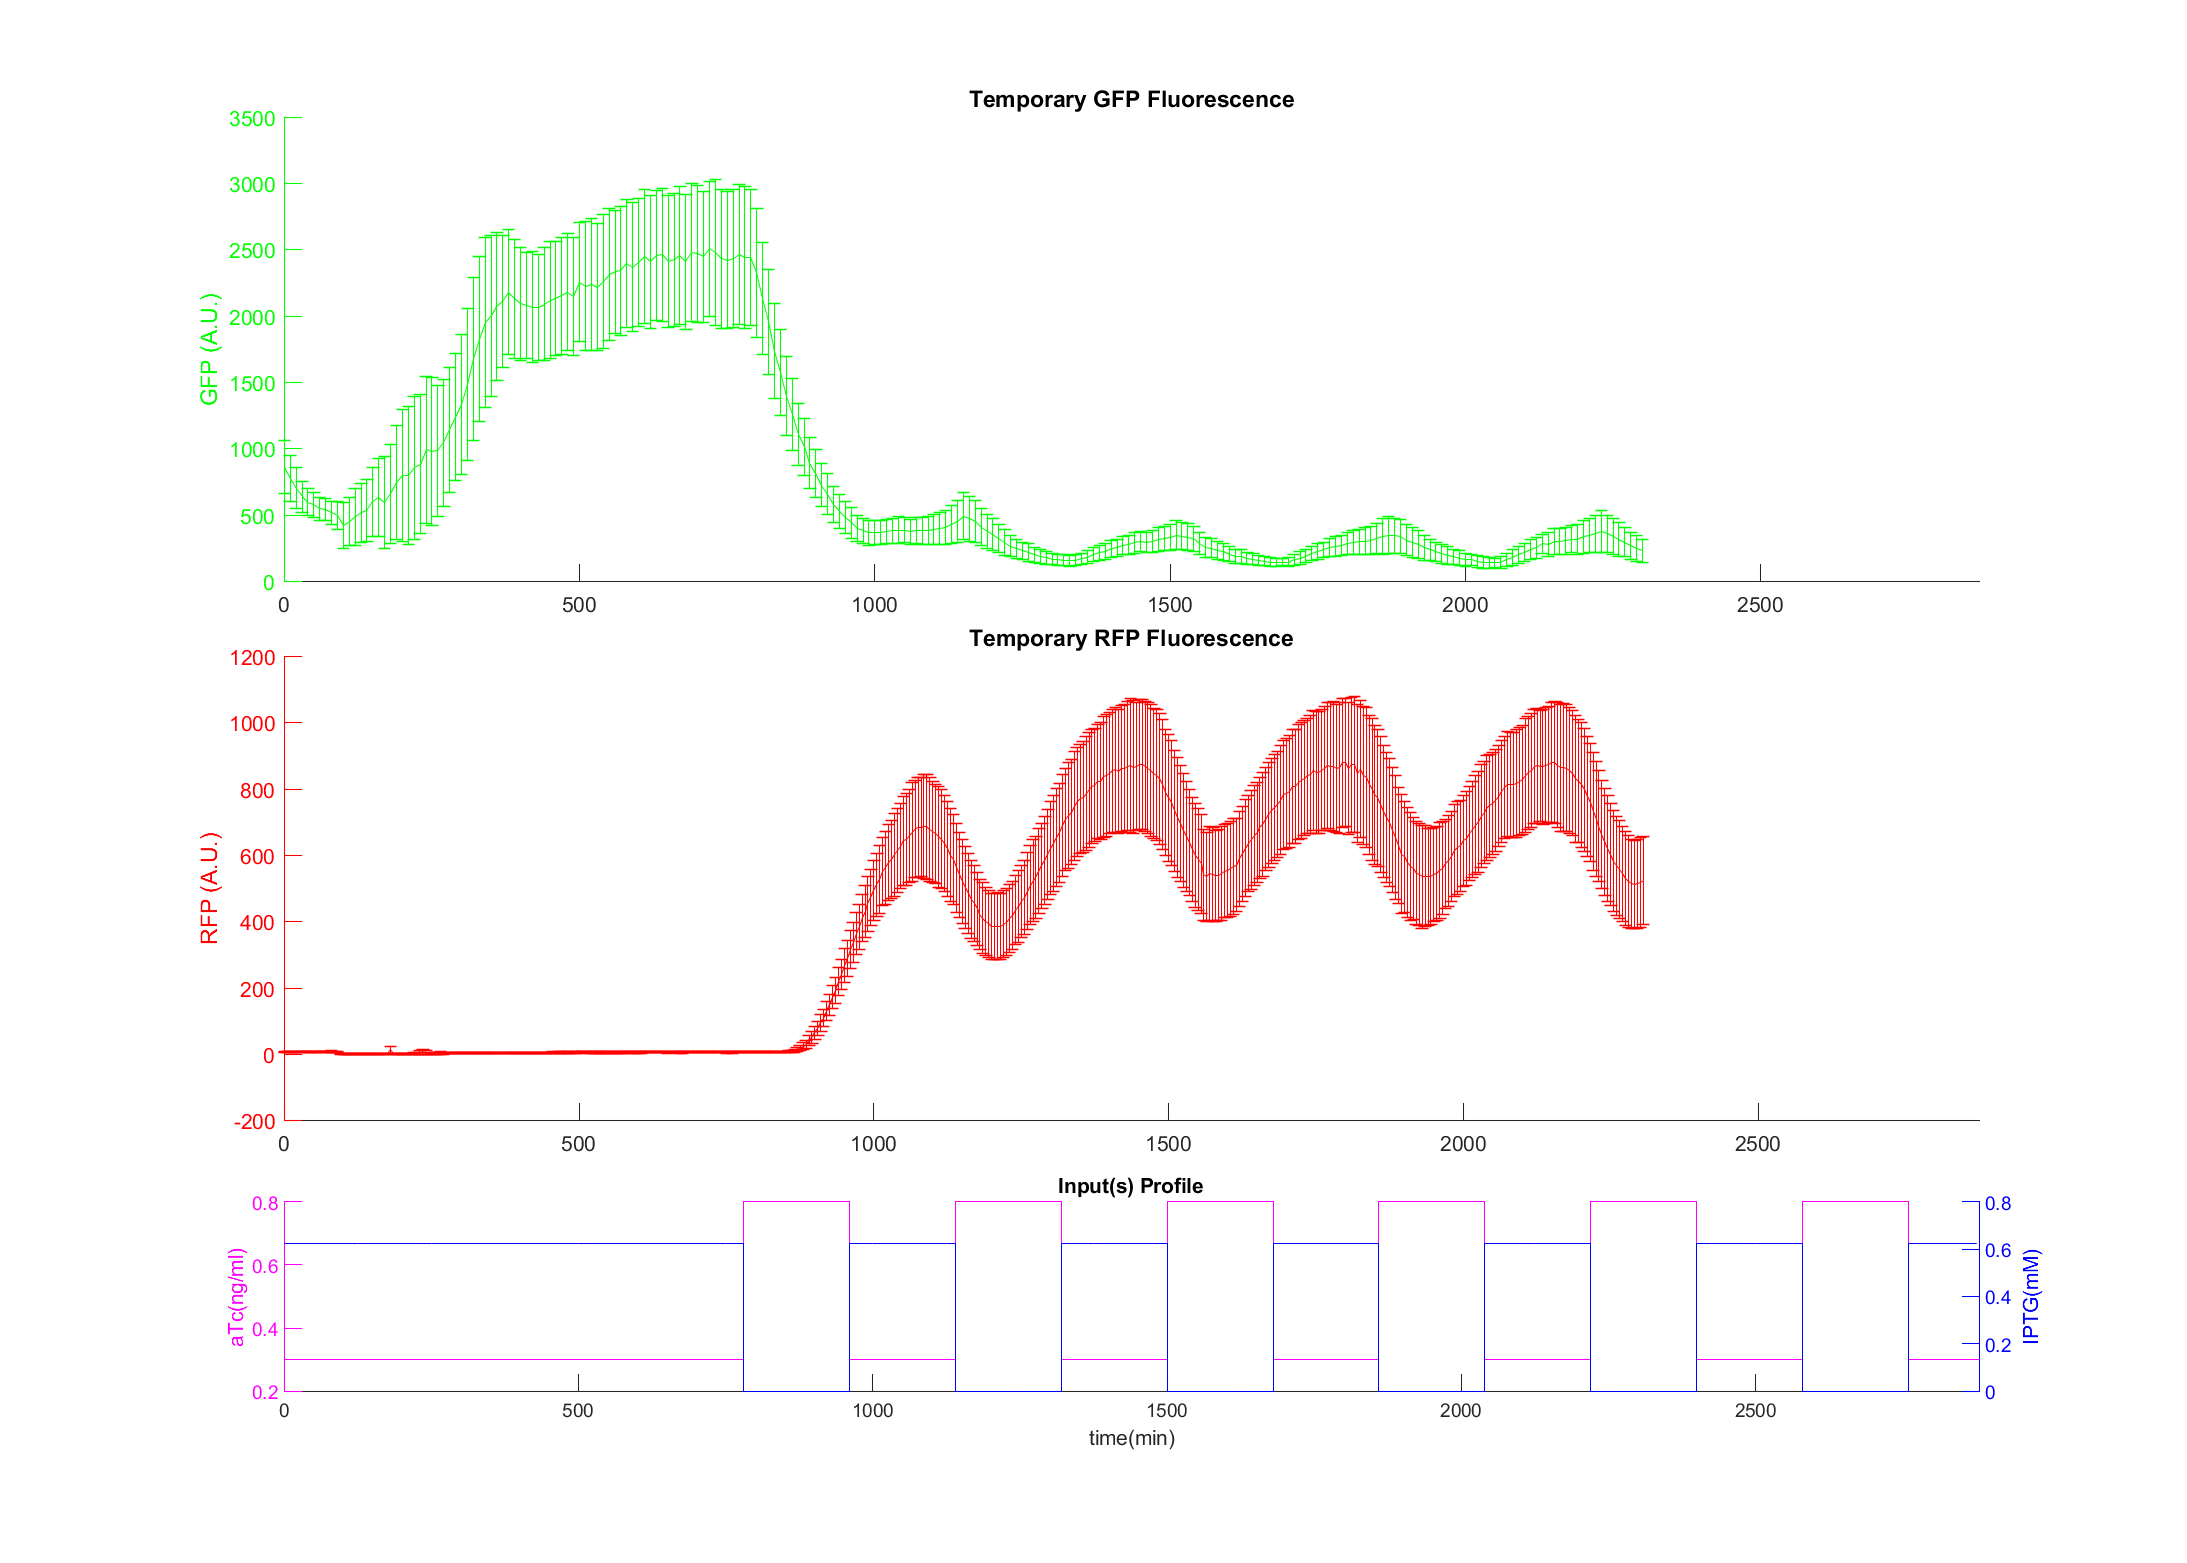 Temporary GFP Fluorescence
3500
3000
2500
2000
1500
1000
500
0
GFP (A.U.)
0 500 1000 1500 2000 2500
Temporary RFP Fluorescence
1200
1000
800
600
400
200
0
-200
RFP (A.U.)
0 500 1000 1500 2000 2500
Input(s) Profile
0.8
0.6
0.4
0.2
aTc(ng/ml)
0.8
0.6
0.4
0.2
0
IPTG(mM)
0 500 1000 1500 2000 2500
time(min)